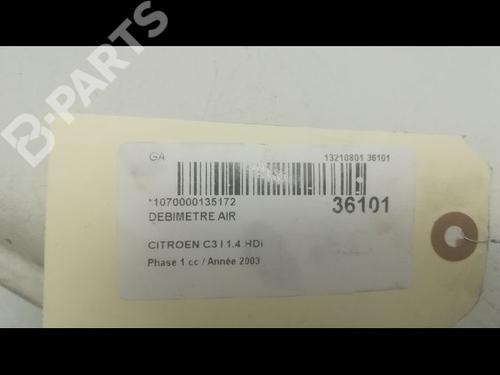 B-PARTS
GA
13210801 36101
*1070000135172
36101
DEBIMETRE AIR
CITROEN C3 I 1.4 HDi
Phase 1 cc / Année 2003